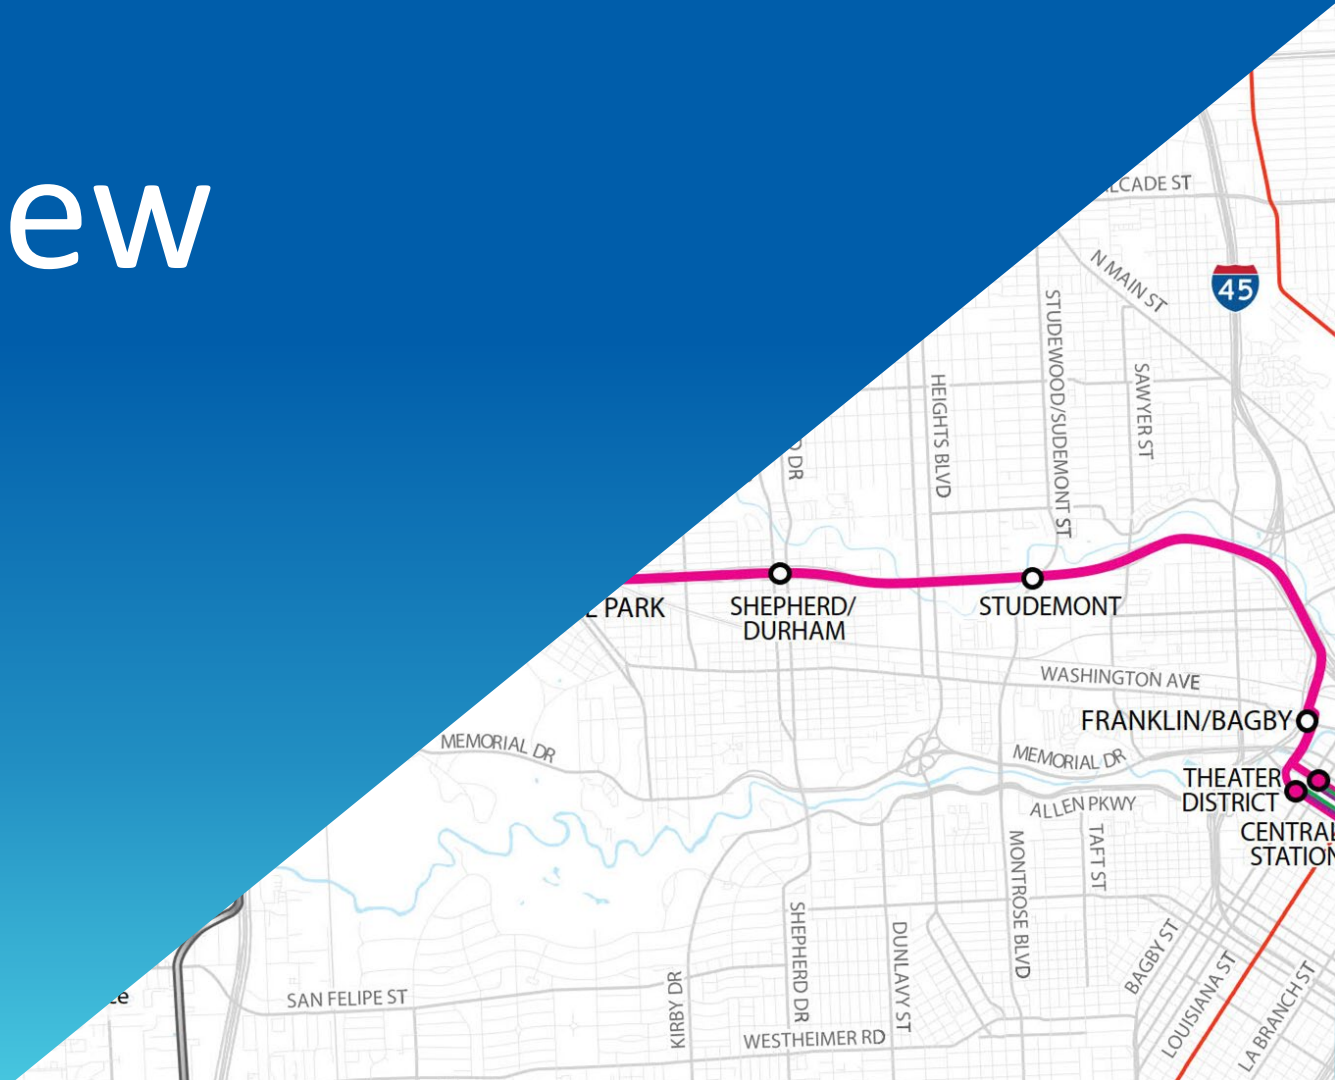 ew
LCADE ST
N MAIN ST
45
STUDEWOOD/SUDEMONT ST
HEIGHTS BLVD
SAWYER ST
D DR
PARK
SHEPHERD/
DURHAM
STUDEMONT
WASHINGTON AVE
FRANKLIN/BAGBY
MEMORIAL DR
MEMORIAL DR
THEATER
DISTRICT
ALLEN PKWY
CENTRAL
STATION
TAFT ST
MONTROSE BLVD
SHEPHERD DR
DUNLAVY ST
BAGBY ST
LOUISIANA ST
LA BRANCH ST
KIRBY DR
ce
SAN FELIPE ST
WESTHEIMER RD